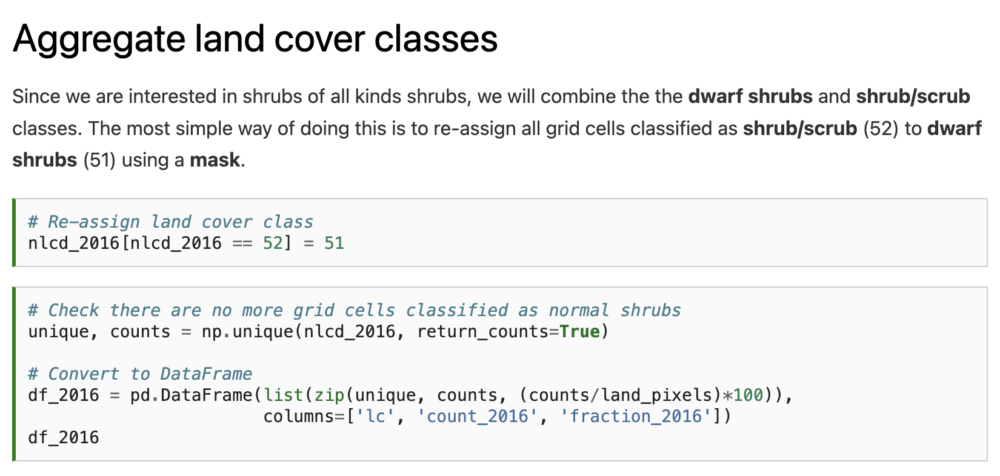 Aggregate land cover classes
Since we are interested in shrubs of all kinds shrubs, we will combine the the dwarf shrubs and shrub/scrub
classes. The most simple way of doing this is to re-assign all grid cells classified as shrub/scrub (52) to dwarf
shrubs (51) using a mask.
# Re-assign land cover class
nlcd_2016[nlcd_2016 == 52] = 51
# Check there are no more grid cells classified as normal shrubs
unique, counts = np.unique(nlcd_2016, return_counts=True)
# Convert to DataFrame
df_2016 = pd.DataFrame(list(zip(unique, counts, (counts/land_pixels)*100)),
                       columns=['lc', 'count_2016', 'fraction_2016'])
df_2016